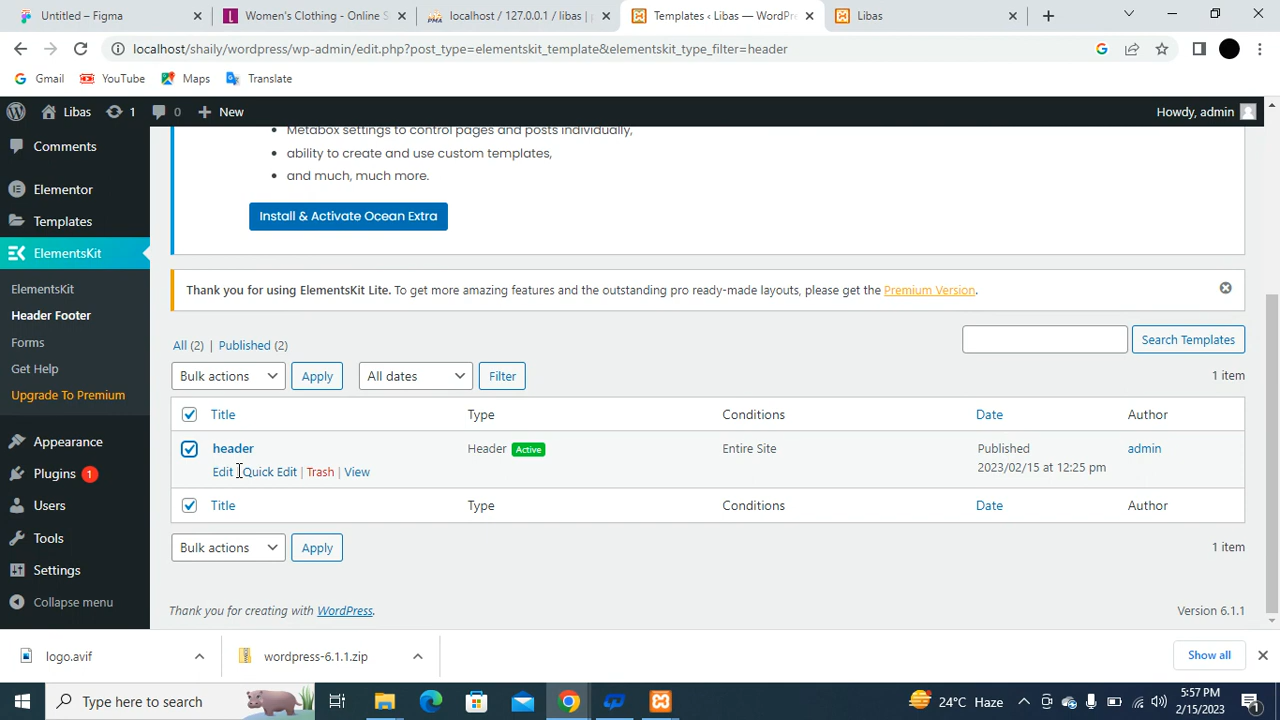 Untitled – Figma
Women's Clothing - Online S
localhost / 127.0.0.1 / libas | p
Templates ‹ Libas — WordPre
Libas
localhost/shaily/wordpress/wp-admin/edit.php?post_type=elementskit_template&elementskit_type_filter=header
Gmail YouTube Maps Translate
Libas 1 0 New Howdy, admin
Comments
Elementor
Templates
ElementsKit
ElementsKit
Header Footer
Forms
Get Help
Upgrade To Premium
Appearance
Plugins 1
Users
Tools
Settings
Collapse menu
Metabox settings to control pages and posts individually,
ability to create and use custom templates,
and much, much more.
Install & Activate Ocean Extra
Thank you for using ElementsKit Lite. To get more amazing features and the outstanding pro ready-made layouts, please get the Premium Version.
All (2) | Published (2)
Search Templates
Bulk actions Apply All dates Filter 1 item
Title Type Conditions Date Author
header Header Active Entire Site Published admin
Edit Quick Edit | Trash | View 2023/02/15 at 12:25 pm
Title Type Conditions Date Author
Bulk actions Apply 1 item
Thank you for creating with WordPress. Version 6.1.1
logo.avif wordpress-6.1.1.zip Show all
Type here to search 24°C Haze 5:57 PM
2/15/2023 1